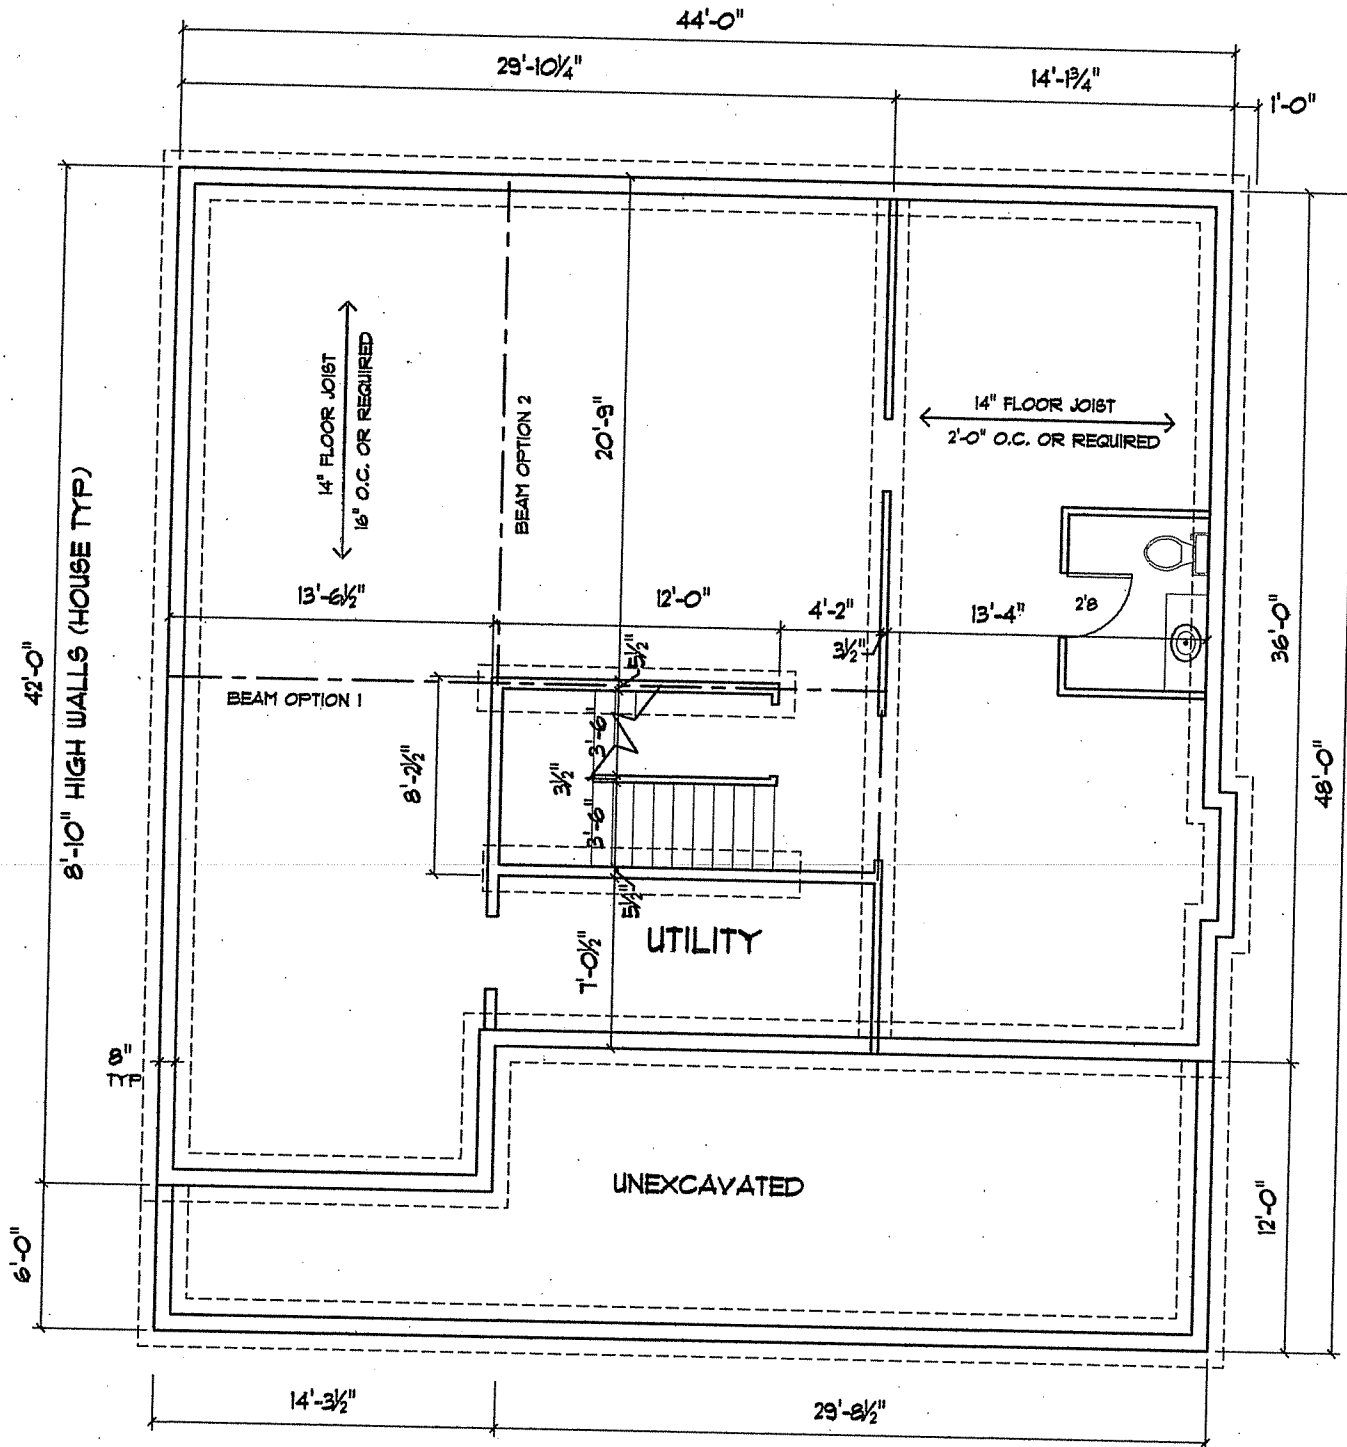 44'-0"
29'-10¼"
14'-1¾"
1'-0"
14" FLOOR JOIST
16" O.C. OR REQUIRED
BEAM OPTION 2
20'-9"
14" FLOOR JOIST
2'-0" O.C. OR REQUIRED
8'-10" HIGH WALLS (HOUSE TYP)
42'-0"
13'-6½"
12'-0"
4'-2"
3½"
13'-4"
2'8
36'-0"
48'-0"
5½"
BEAM OPTION 1
3'-6"
8'-2½"
3½"
3'-6"
5½"
UTILITY
7'-0½"
8"
TYP
UNEXCAVATED
6'-0"
12'-0"
14'-3½"
29'-8½"